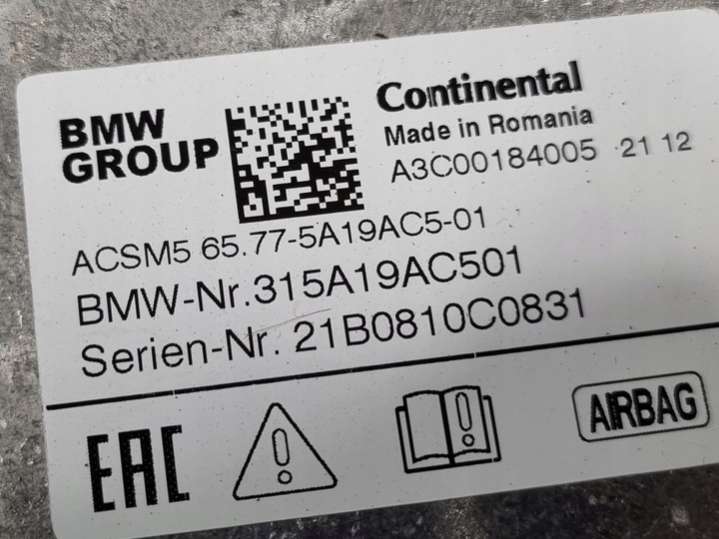 BMW
GROUP
Continental
Made in Romania
A3C00184005 21 12
ACSM5 65.77-5A19AC5-01
BMW-Nr.315A19AC501
Serien-Nr. 21B0810C0831
EAC
AIRBAG